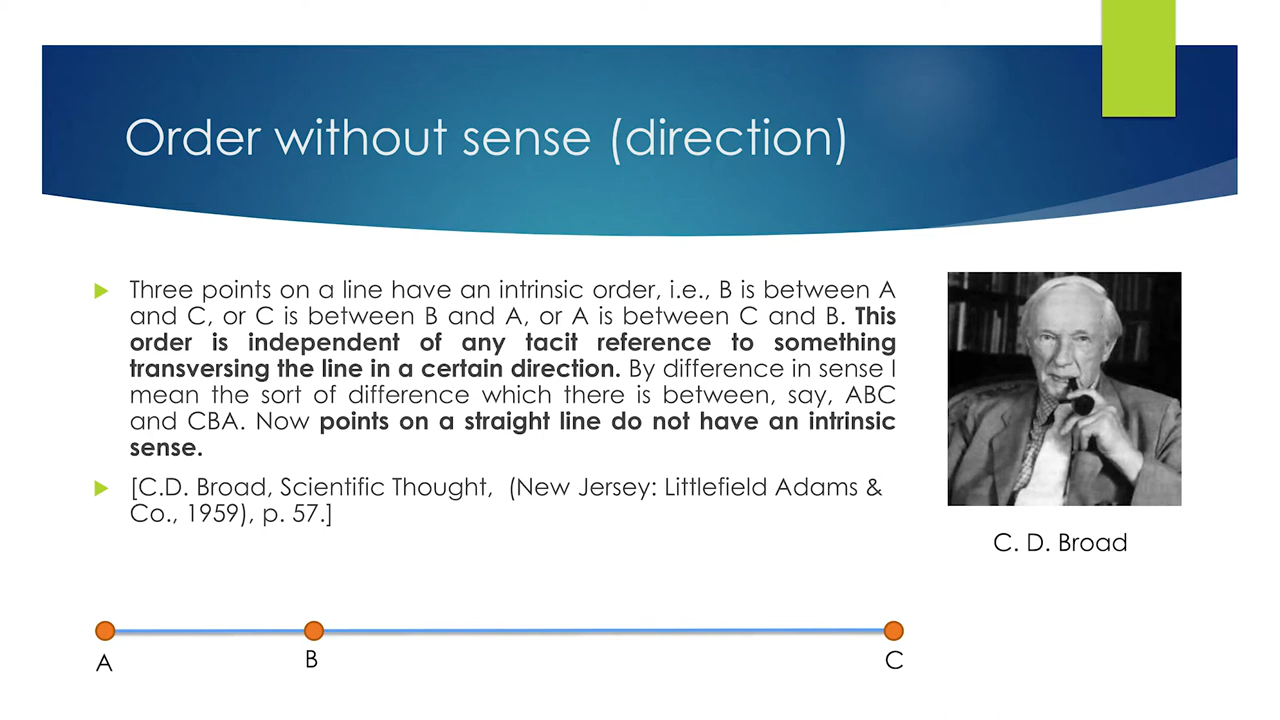 Order without sense (direction)
Three points on a line have an intrinsic order, i.e., B is between A
and C, or C is between B and A, or A is between C and B. This
order is independent of any tacit reference to something
transversing the line in a certain direction. By difference in sense I
mean the sort of difference which there is between, say, ABC
and CBA. Now points on a straight line do not have an intrinsic
sense.
[C.D. Broad, Scientific Thought, (New Jersey: Littlefield Adams &
Co., 1959), p. 57.]
C. D. Broad
A
B
C